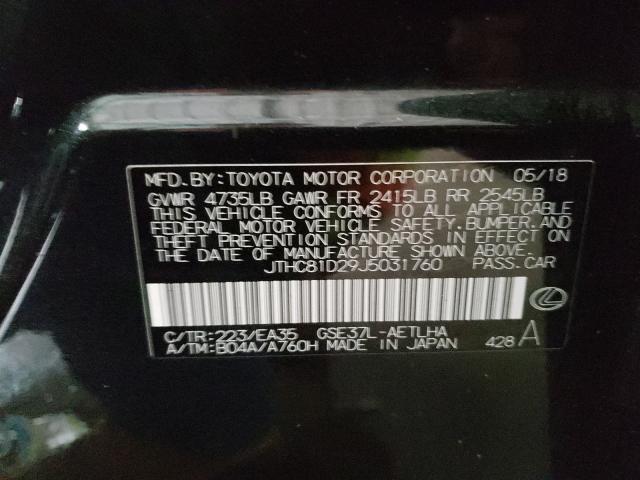 MFD.BY:TOYOTA MOTOR CORPORATION 05/18
GVWR 4735LB GAWR FR 2415LB RR 2545LB
THIS VEHICLE CONFORMS TO ALL APPLICABLE
FEDERAL MOTOR VEHICLE SAFETY,BUMPER,AND
THEFT PREVENTION STANDARDS IN EFFECT ON
THE DATE OF MANUFACTURE SHOWN ABOVE.
JTHC81D29J5031760 PASS.CAR
C/TR:223/EA35 GSE37L-AETLHA
A/TM:B04A/A760H MADE IN JAPAN 428 A